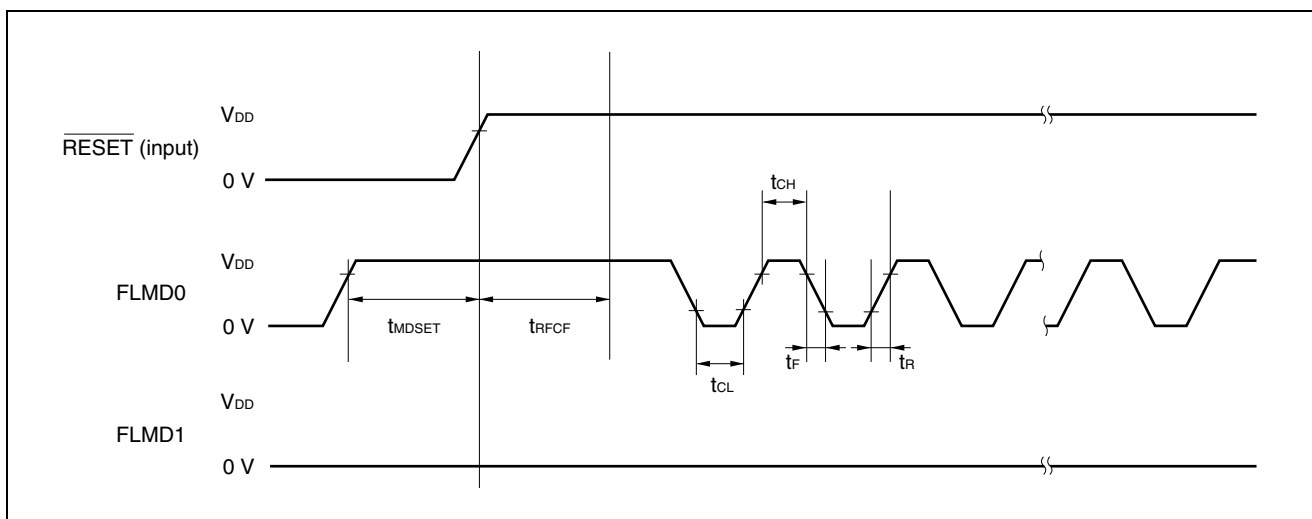 VDD
RESET (input)
0 V
tCH
VDD
FLMD0
tMDSET
tRFCF
0 V
tF
tR
tCL
VDD
FLMD1
0 V